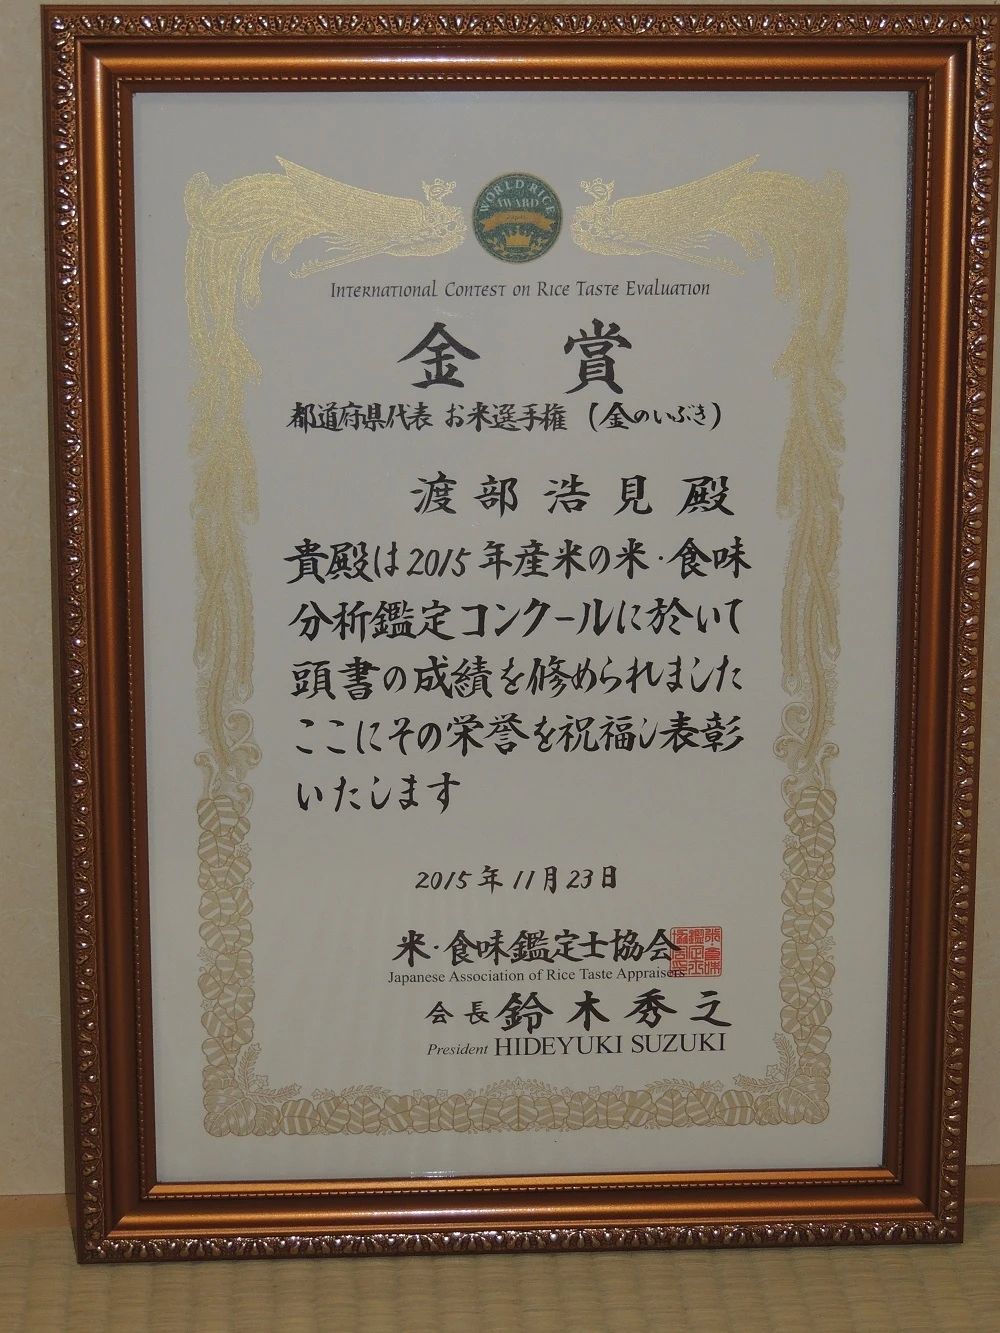 WORLD RICE
AWARD
INTERNATIONAL CONTEST ON RICE TASTE EVALUATION
金賞
都道府県代表 お米選手権 (金のいぶき)
渡部浩見殿
貴殿は2015年産米の米・食味
分析鑑定コンクールに於いて
頭書の成績を修められました
ここにその栄誉を祝福し表彰
いたします
2015年11月23日
米・食味鑑定士協会
Japanese Association of Rice Taste Appraisers
会長 鈴木秀之
President HIDEYUKI SUZUKI